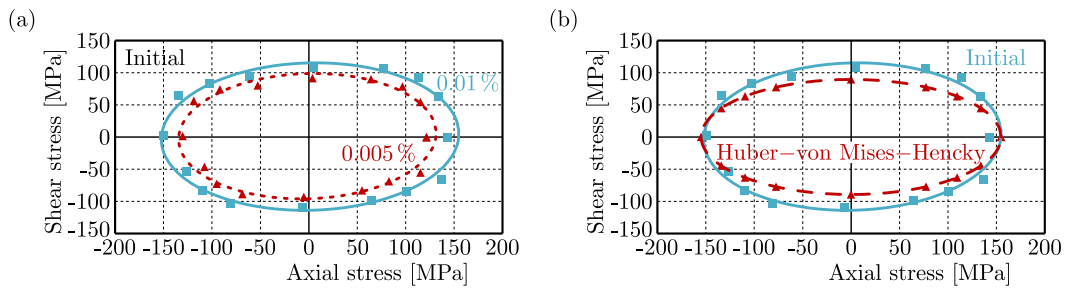 (a)
Shear stress [MPa]
150
100
50
0
-50
-100
-150
Initial
0.01 %
0.005 %
-200 -150 -100 -50 0 50 100 150 200
Axial stress [MPa]
(b)
Shear stress [MPa]
150
100
50
0
-50
-100
-150
Initial
Huber−von Mises−Hencky
-200 -150 -100 -50 0 50 100 150 200
Axial stress [MPa]